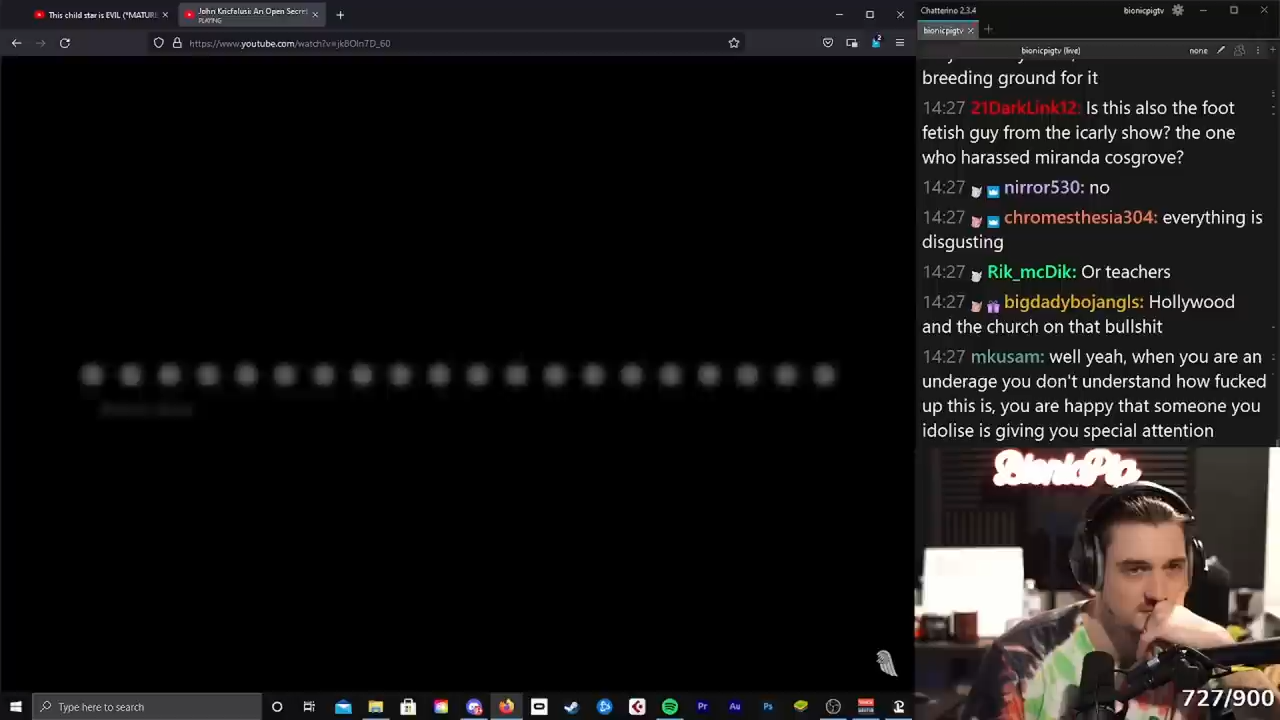 This child star is EVIL (*MATURE
John Kricfalusi: An Open Secret
PLAYING
https://www.youtube.com/watch?v=jk8OIn7D_60
2
Chatterino 2.3.4
bionicpigtv
bionicpigtv
bionicpigtv (live)
none
breeding ground for it
14:27 21DarkLink12: Is this also the foot
fetish guy from the icarly show? the one
who harassed miranda cosgrove?
14:27 nirror530: no
14:27 chromesthesia304: everything is
disgusting
14:27 Rik_mcDik: Or teachers
14:27 bigdadybojangls: Hollywood
and the church on that bullshit
14:27 mkusam: well yeah, when you are an
underage you don't understand how fucked
up this is, you are happy that someone you
idolise is giving you special attention
BionicPig
727/900
Type here to search
Pr
Au
Ps